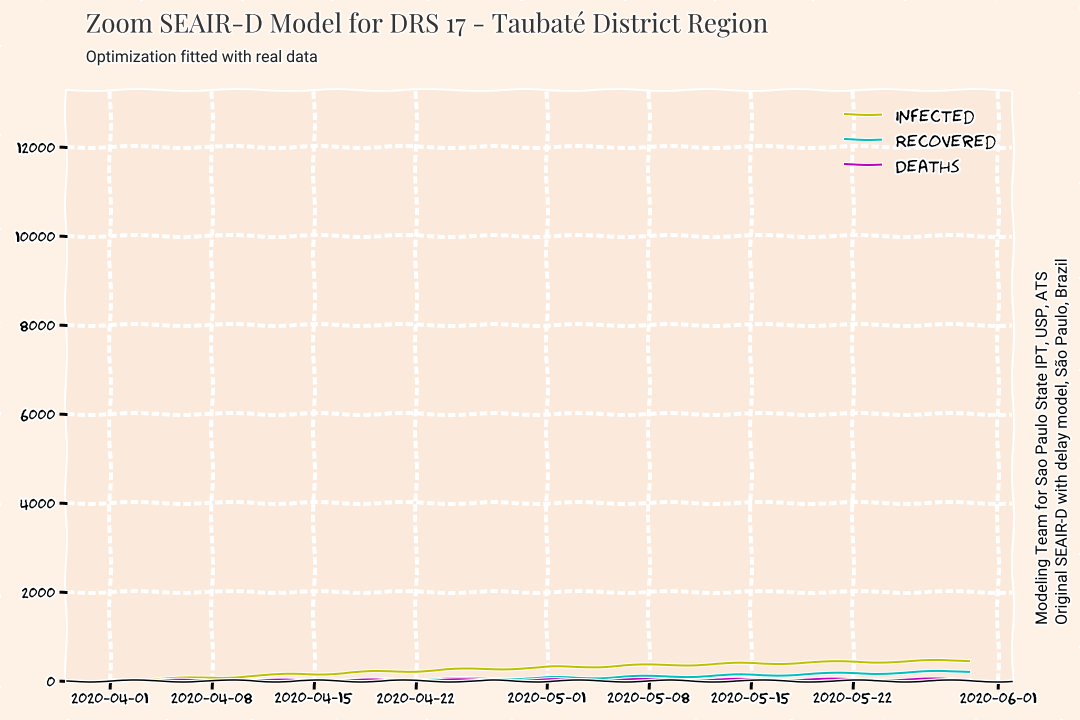 Zoom SEAIR-D Model for DRS 17 - Taubaté District Region
Optimization fitted with real data
INFECTED
RECOVERED
DEATHS
12000
10000
8000
6000
4000
2000
0
2020-04-01 2020-04-08 2020-04-15 2020-04-22 2020-05-01 2020-05-08 2020-05-15 2020-05-22 2020-06-01
Modeling Team for Sao Paulo State IPT, USP, ATS
Original SEAIR-D with delay model, São Paulo, Brazil